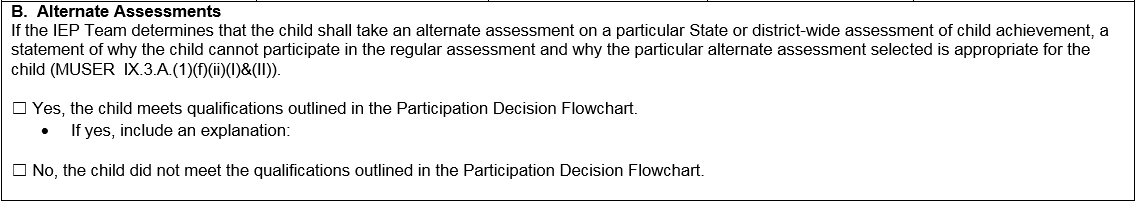 B. Alternate Assessments
If the IEP Team determines that the child shall take an alternate assessment on a particular State or district-wide assessment of child achievement, a
statement of why the child cannot participate in the regular assessment and why the particular alternate assessment selected is appropriate for the
child (MUSER IX.3.A.(1)(f)(ii)(I)&(II)).
☐ Yes, the child meets qualifications outlined in the Participation Decision Flowchart.
• If yes, include an explanation:
☐ No, the child did not meet the qualifications outlined in the Participation Decision Flowchart.